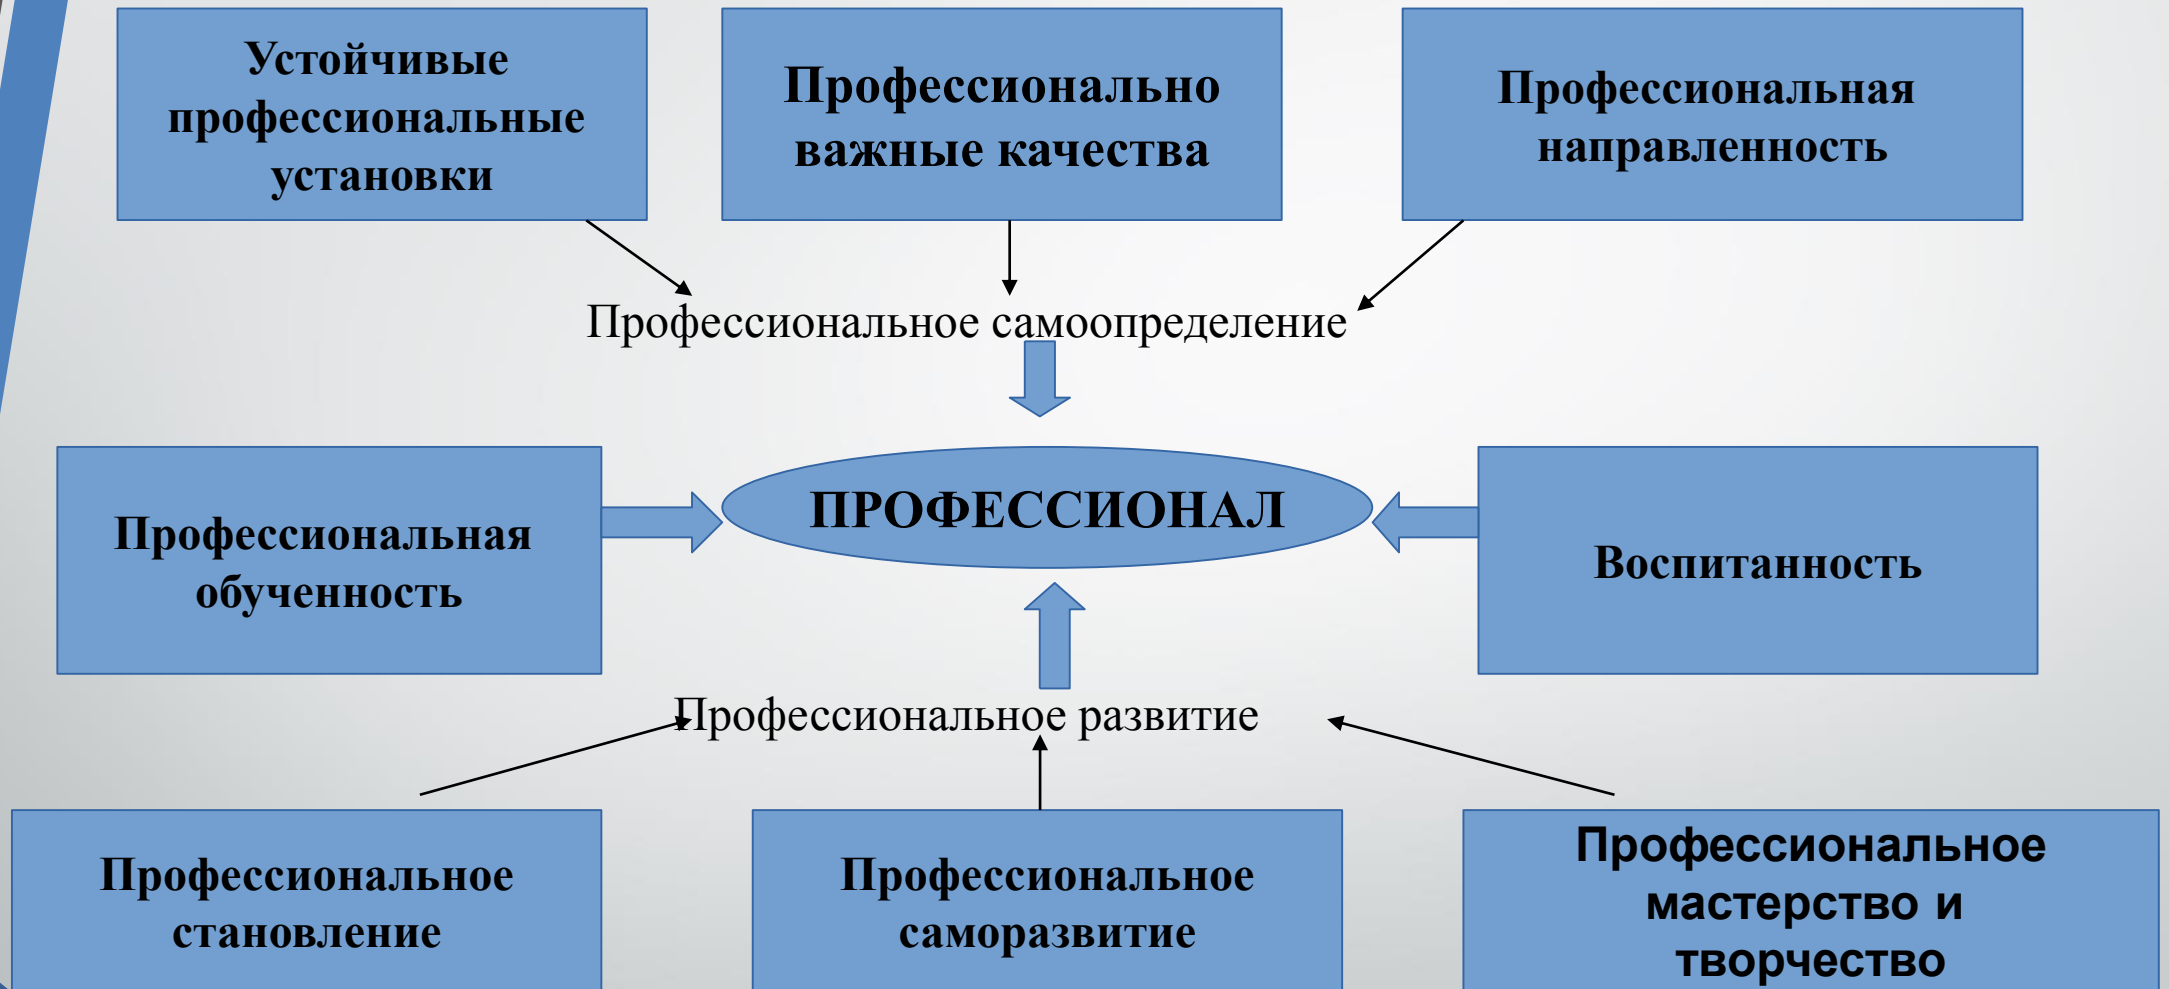 Устойчивые
профессиональные
установки
Профессионально
важные качества
Профессиональная
направленность
Профессиональное самоопределение
Профессиональная
обученность
ПРОФЕССИОНАЛ
Воспитанность
Профессиональное развитие
Профессиональное
становление
Профессиональное
саморазвитие
Профессиональное
мастерство и
творчество